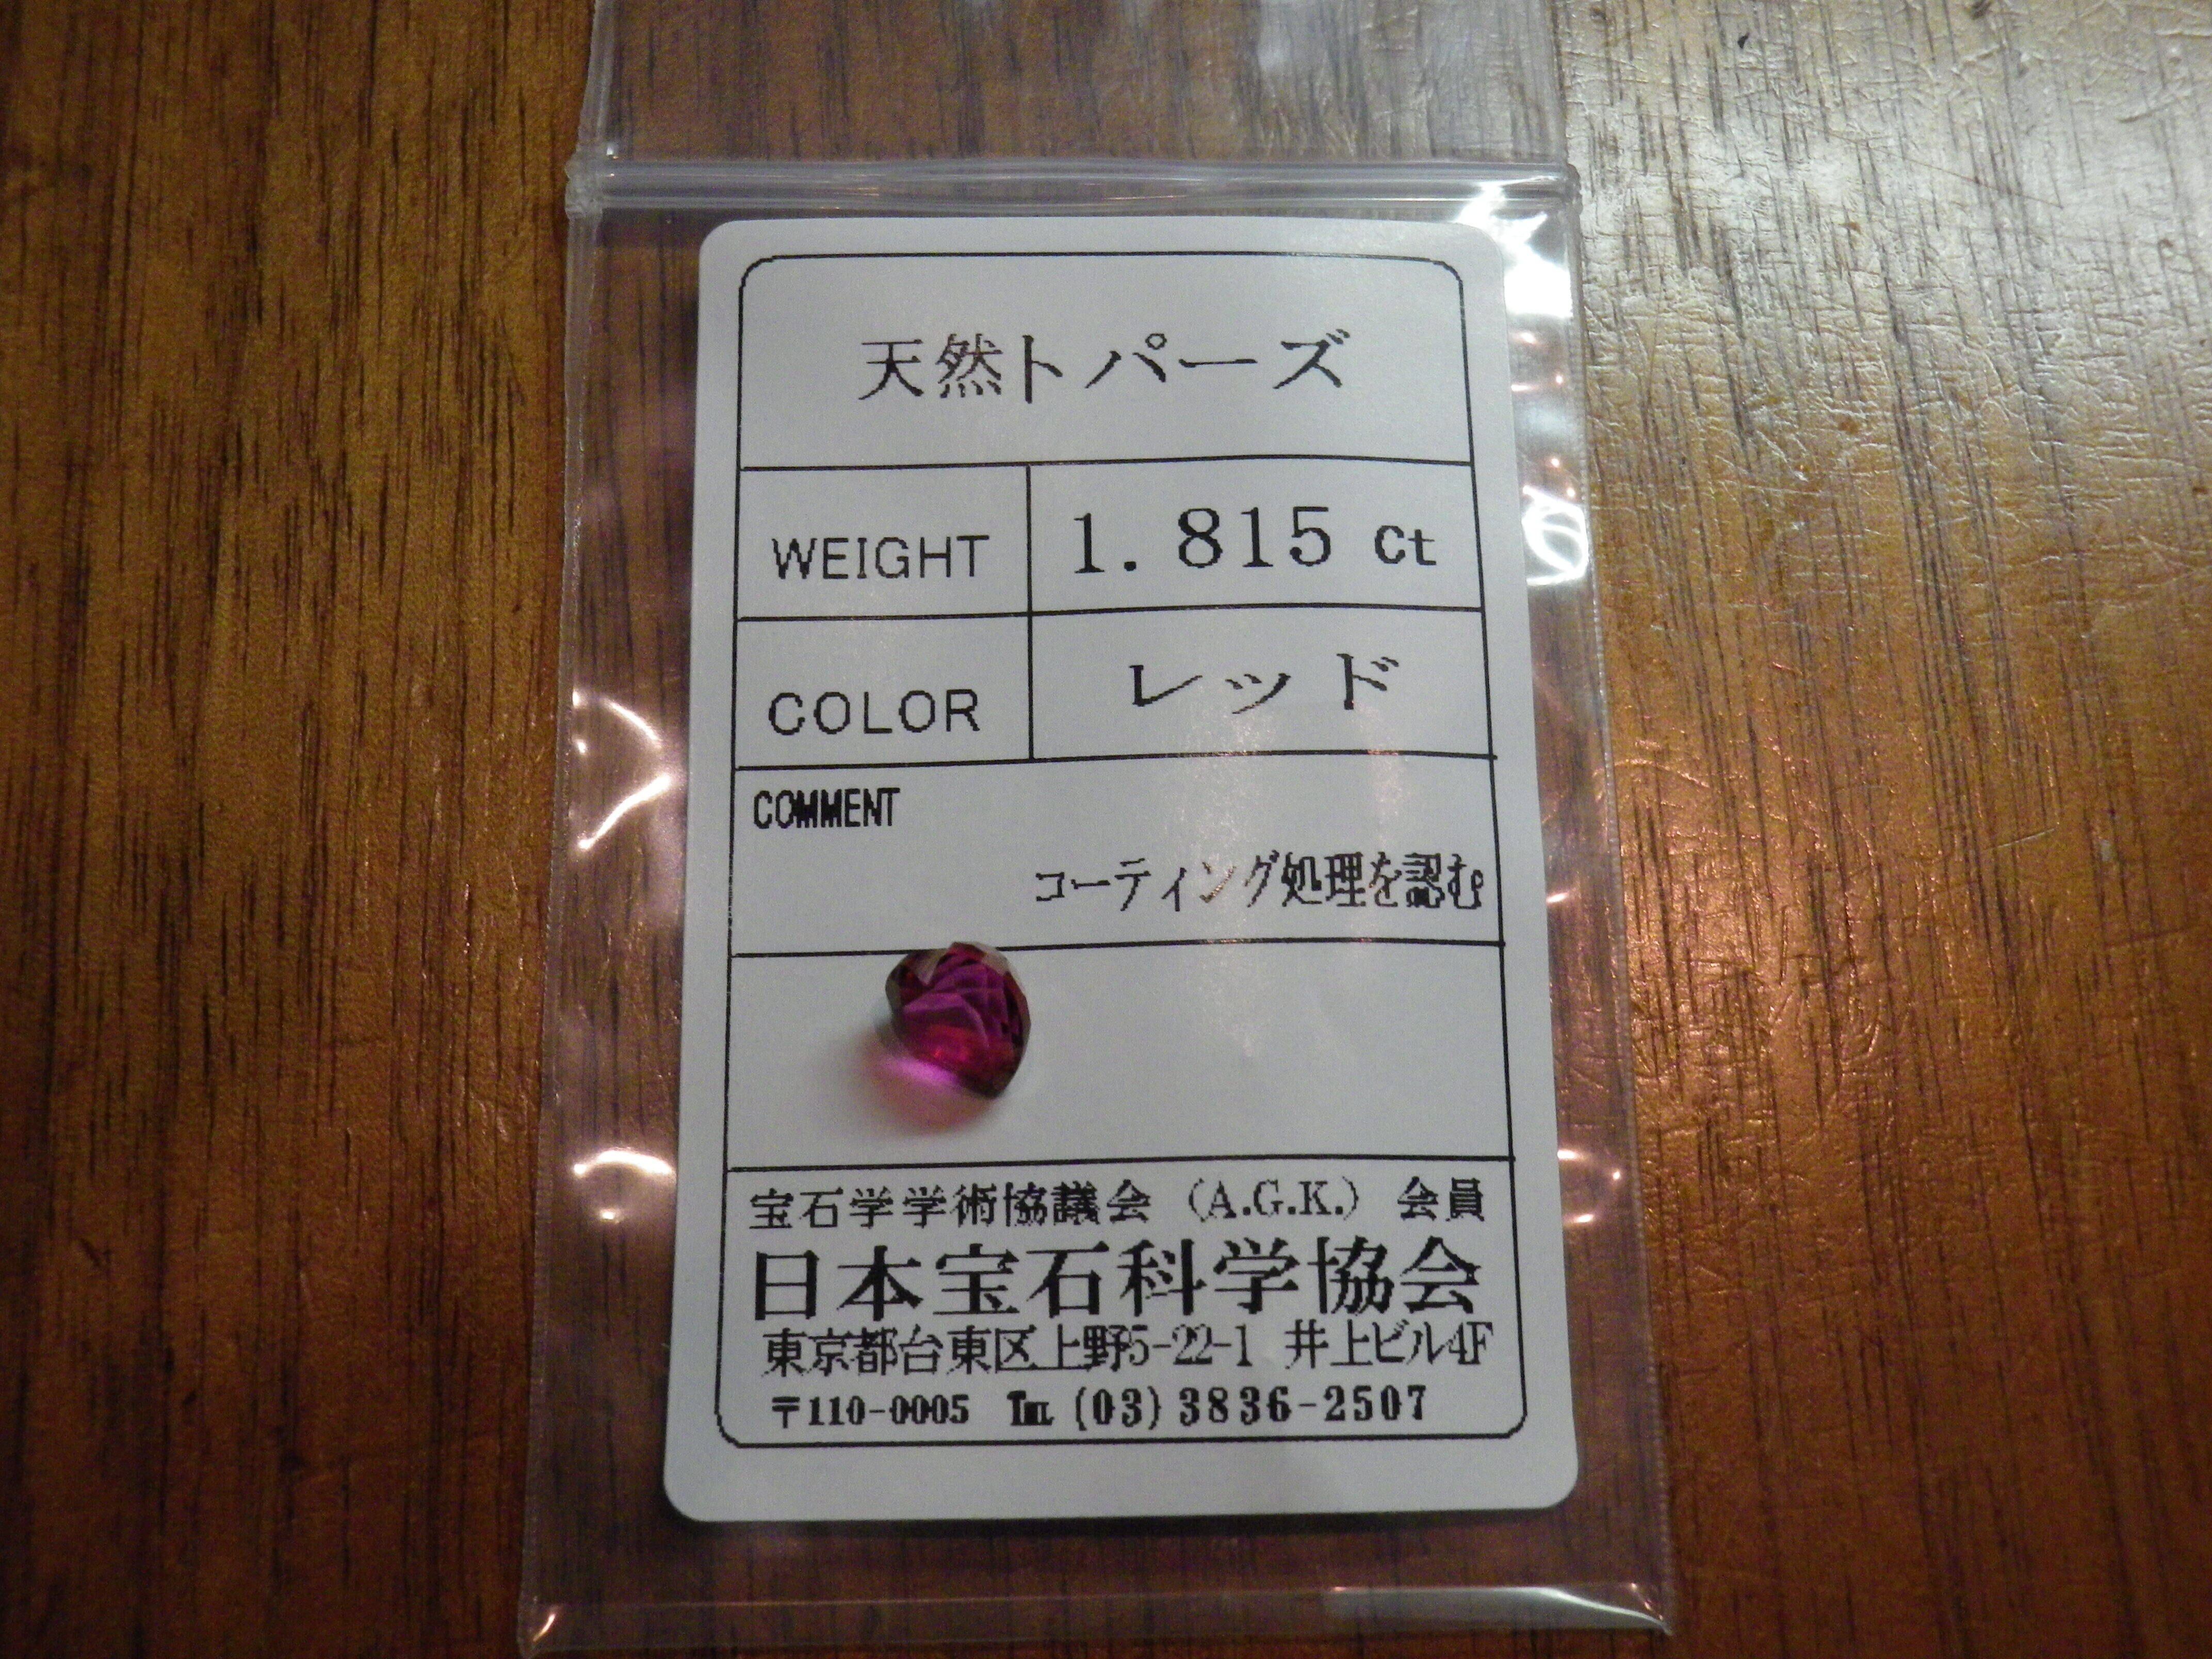 天然トパーズ
WEIGHT 1.815 ct
COLOR レッド
COMMENT
コーティング処理を認む
宝石学学術協議会 (A.G.K.) 会員
日本宝石科学協会
東京都台東区上野5-22-1 井上ビル4F
〒110-0005 TEL (03) 3836-2507